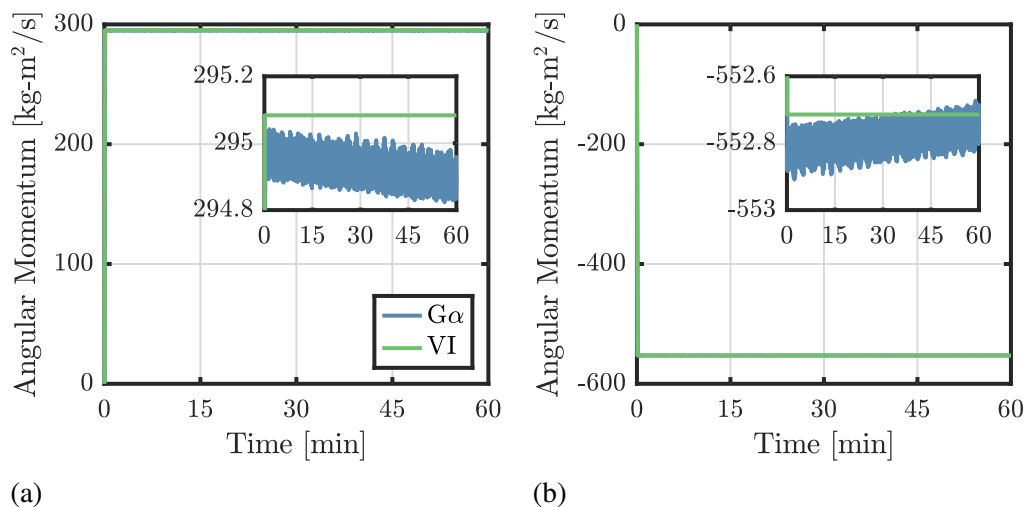 300
200
100
0
Angular Momentum [kg-m²/s]
295.2
295
294.8
0 15 30 45 60
Gα
VI
0 15 30 45 60
Time [min]
(a)
0
-200
-400
-600
Angular Momentum [kg-m²/s]
-552.6
-552.8
-553
0 15 30 45 60
0 15 30 45 60
Time [min]
(b)